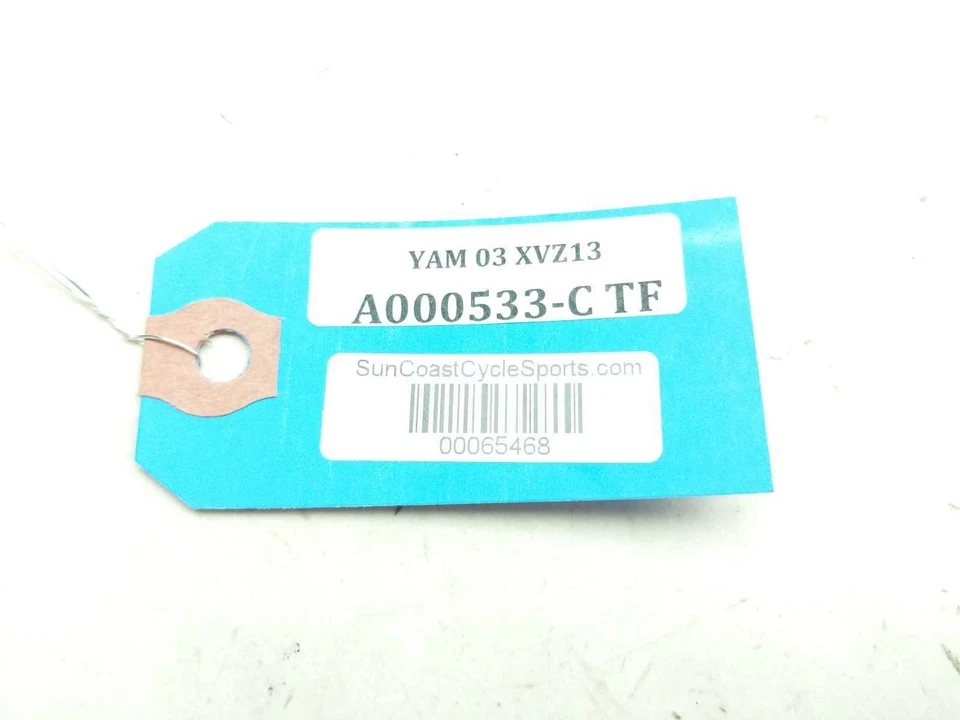 YAM 03 XVZ13
A000533-C TF
SunCoastCycleSports.com
00065468